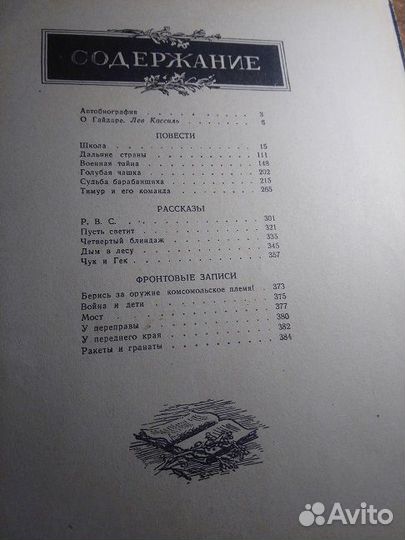 СОДЕРЖАНИЕ
Автобиография 3
О Гайдаре. Лев Кассиль 6
ПОВЕСТИ
Школа 15
Дальние страны 111
Военная тайна 148
Голубая чашка 202
Судьба барабанщика 215
Тимур и его команда 265
РАССКАЗЫ
Р. В. С. 301
Пусть светит 321
Четвертый блиндаж 333
Дым в лесу 345
Чук и Гек 357
ФРОНТОВЫЕ ЗАПИСИ
Берись за оружие комсомольское племя! 373
Война и дети 375
Мост 377
У переправы 380
У переднего края 382
Ракеты и гранаты 384
Avito